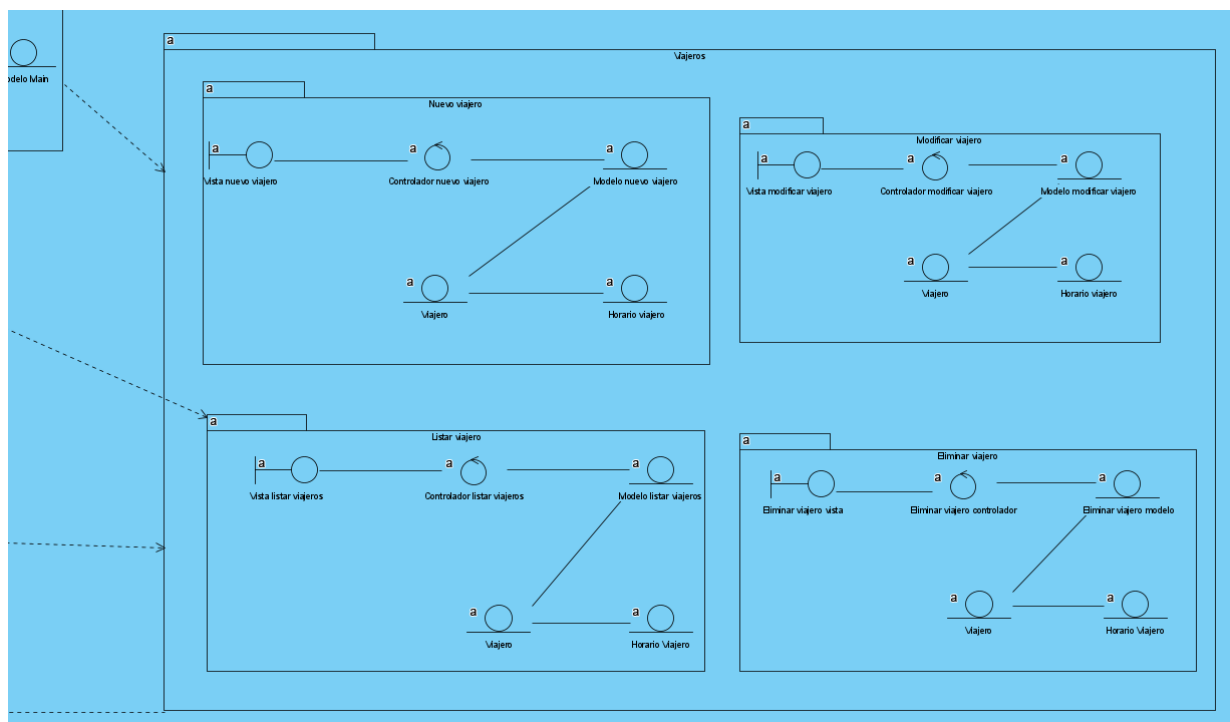 a
Viajeros
odelo Main
a
Nuevo viajero
a
a
a
Vista nuevo viajero
Controlador nuevo viajero
Modelo nuevo viajero
a
a
Viajero
Horario viajero
a
Modificar viajero
a
a
a
Vista modificar viajero
Controlador modificar viajero
Modelo modificar viajero
a
a
Viajero
Horario viajero
a
Listar viajero
a
a
a
Vista listar viajeros
Controlador listar viajeros
Modelo listar viajeros
a
a
Viajero
Horario Viajero
a
Eliminar viajero
a
a
a
Eliminar viajero vista
Eliminar viajero controlador
Eliminar viajero modelo
a
a
Viajero
Horario Viajero